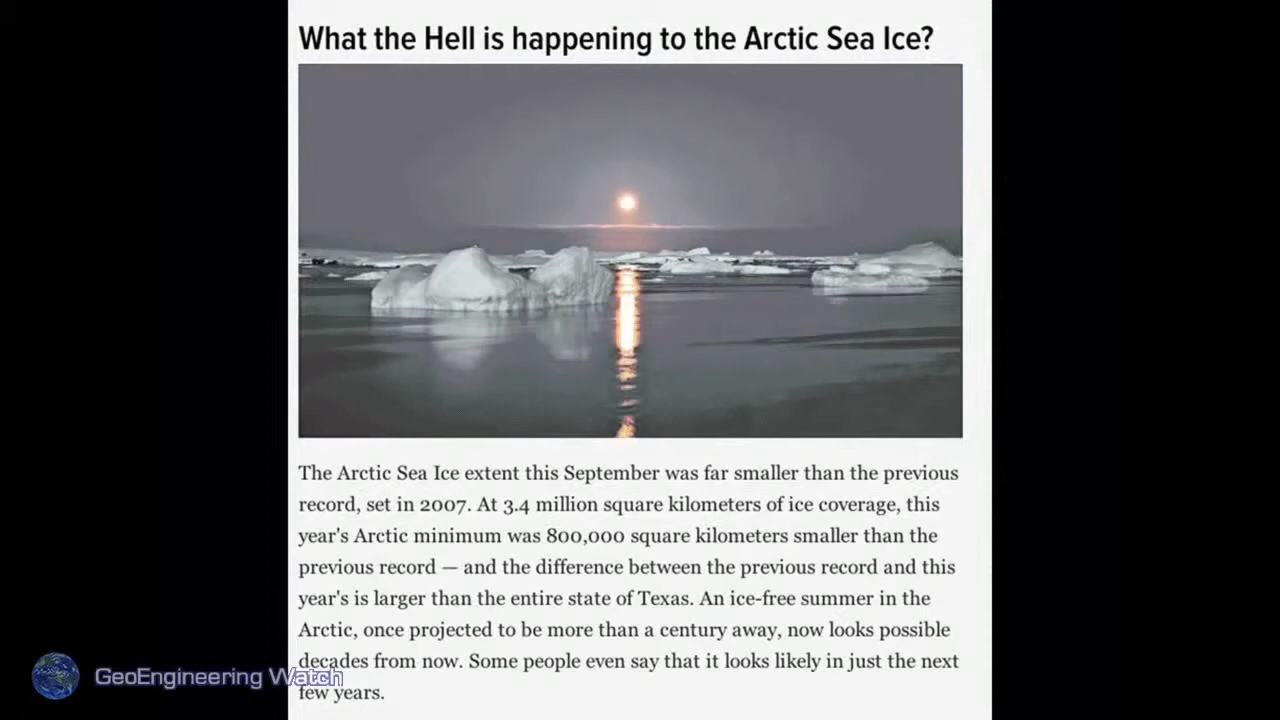 What the Hell is happening to the Arctic Sea Ice?
The Arctic Sea Ice extent this September was far smaller than the previous
record, set in 2007. At 3.4 million square kilometers of ice coverage, this
year's Arctic minimum was 800,000 square kilometers smaller than the
previous record — and the difference between the previous record and this
year's is larger than the entire state of Texas. An ice-free summer in the
Arctic, once projected to be more than a century away, now looks possible
decades from now. Some people even say that it looks likely in just the next
few years.
GeoEngineering Watch